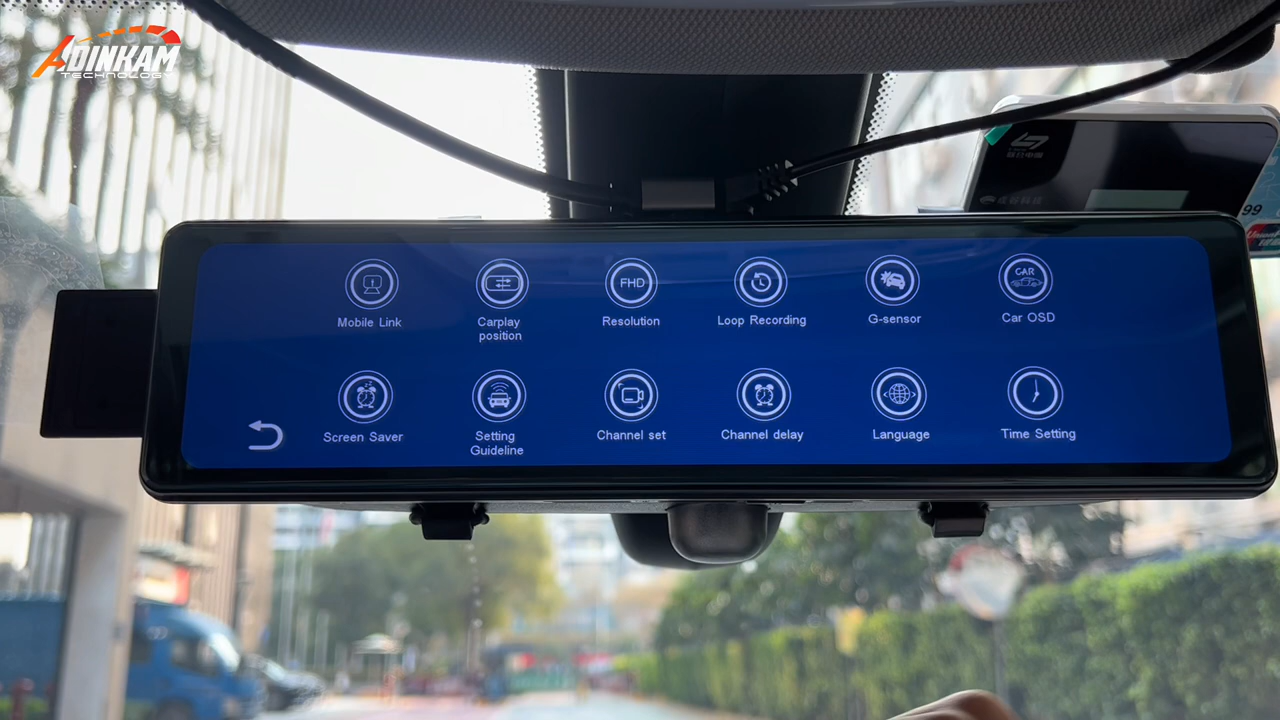 ADINKAM
TECHNOLOGY
99
Mobile Link
Carplay
position
FHD
Resolution
Loop Recording
G-sensor
CAR
Car OSD
Screen Saver
Setting
Guideline
Channel set
Channel delay
Language
Time Setting